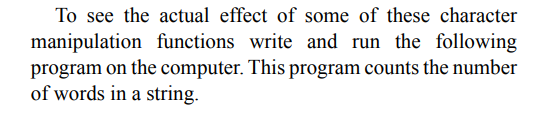 To see the actual effect of some of these character
manipulation functions write and run the following
program on the computer. This program counts the number
of words in a string.